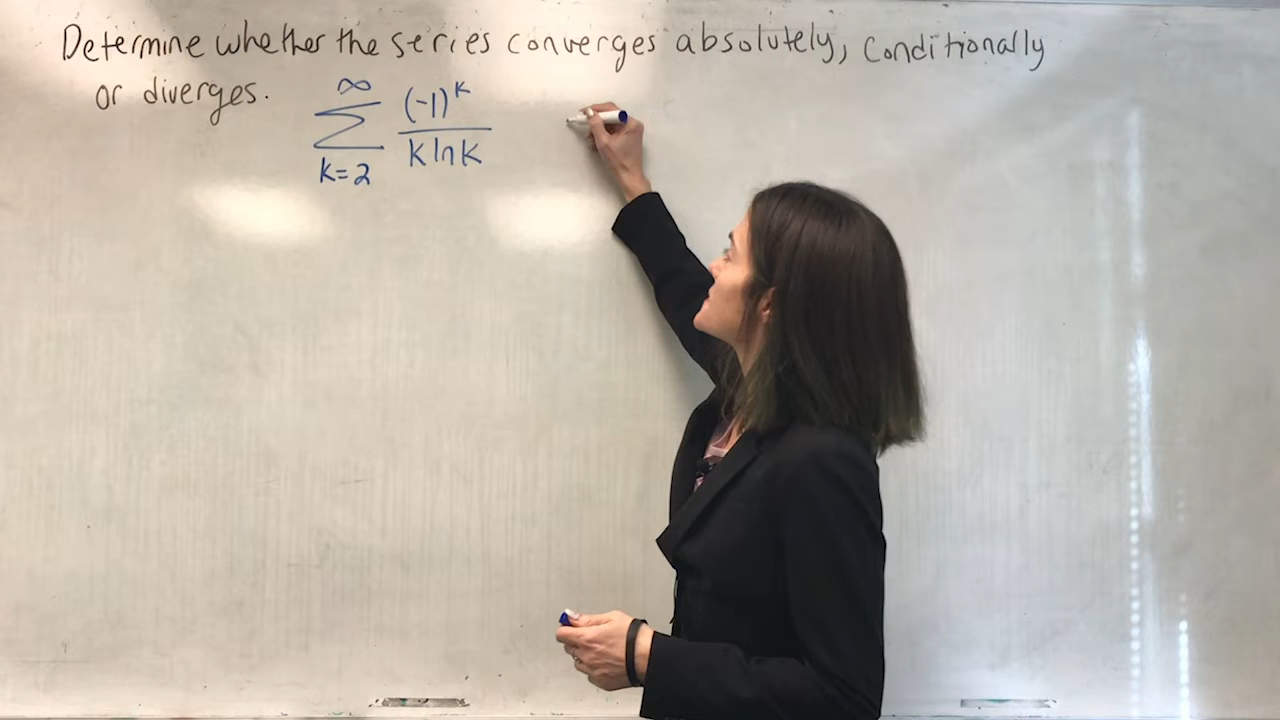 Determine whether the series converges absolutely, conditionally
or diverges. ∑_{k=2}^{∞} (-1)^k / (k ln k)